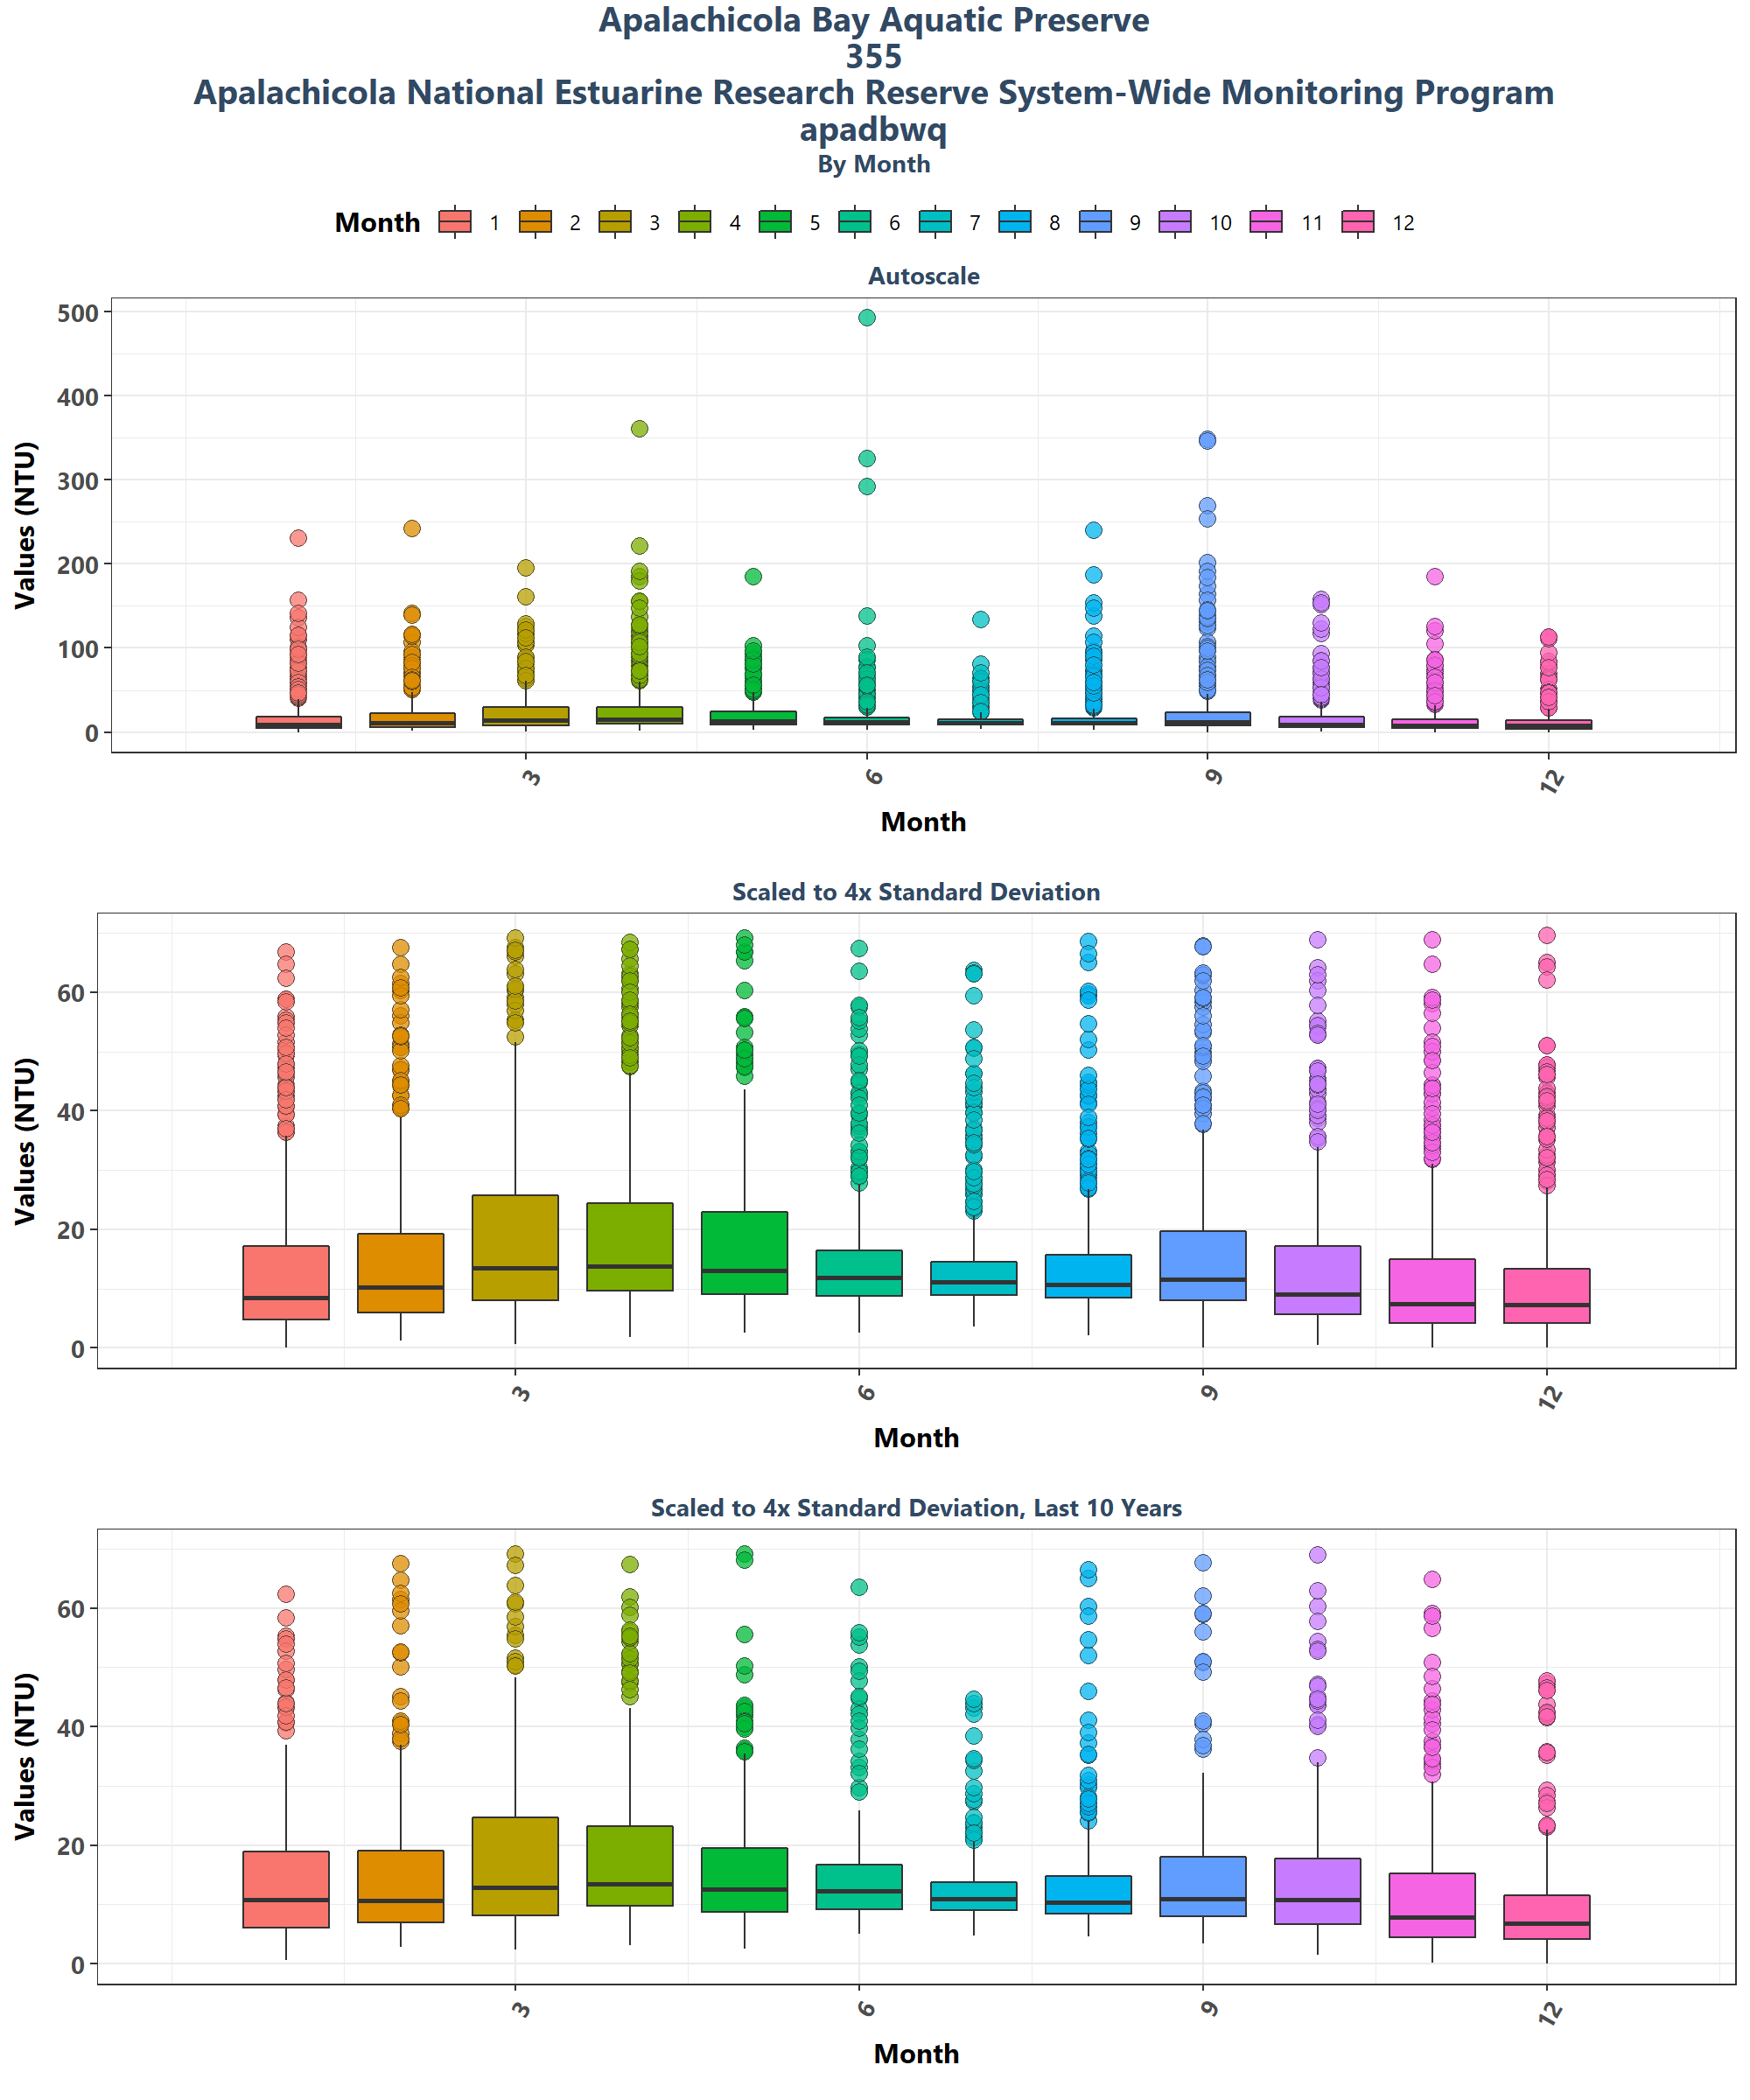 Apalachicola Bay Aquatic Preserve
355
Apalachicola National Estuarine Research Reserve System-Wide Monitoring Program
apadbwq
By Month
Month 1 2 3 4 5 6 7 8 9 10 11 12
Autoscale
Values (NTU)
500
400
300
200
100
0
3 6 9 12
Month
Scaled to 4x Standard Deviation
Values (NTU)
60
40
20
0
3 6 9 12
Month
Scaled to 4x Standard Deviation, Last 10 Years
Values (NTU)
60
40
20
0
3 6 9 12
Month